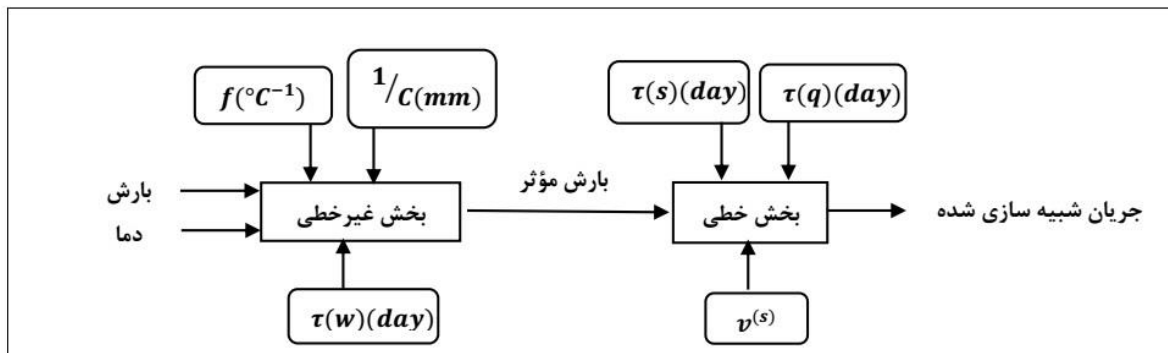 f(°C⁻¹)
1/C(mm)
τ(s)(day)
τ(q)(day)
بارش
دما
بخش غیرخطی
بارش مؤثر
بخش خطی
جریان شبیه سازی شده
τ(w)(day)
v⁽ˢ⁾